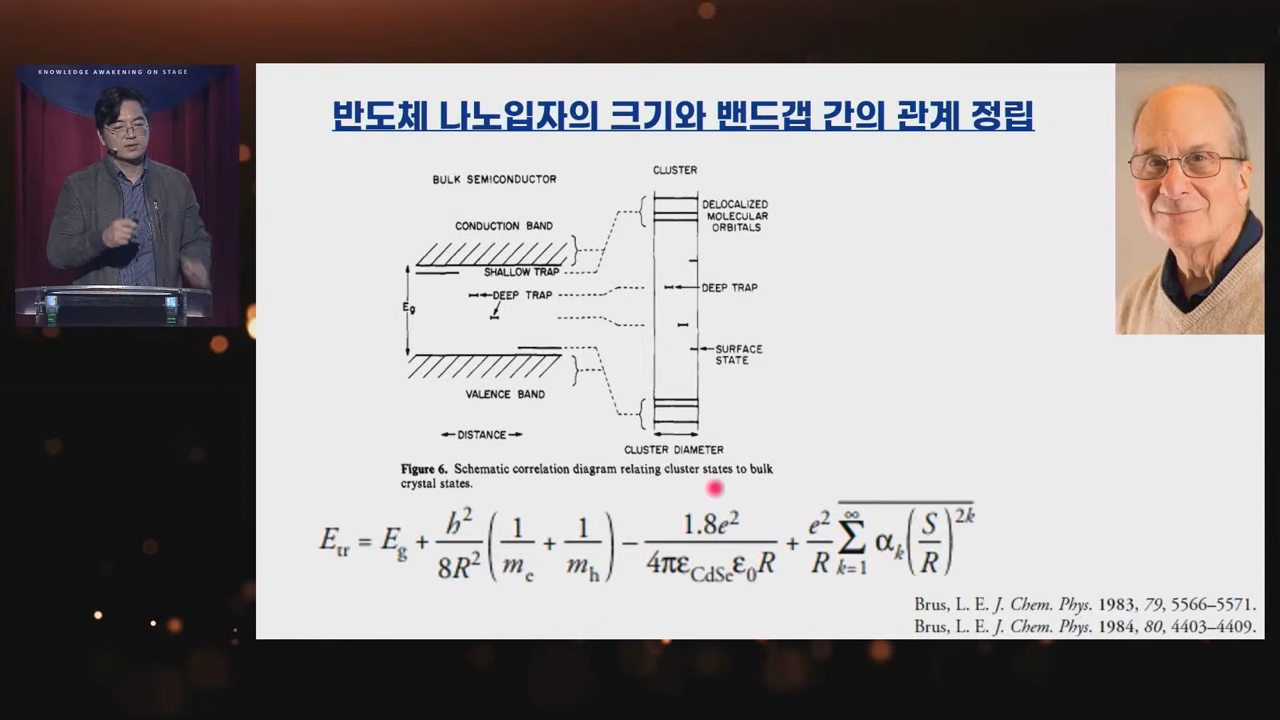 KNOWLEDGE AWAKENING ON STAGE
반도체 나노입자의 크기와 밴드갭 간의 관계 정립
BULK SEMICONDUCTOR
CLUSTER
CONDUCTION BAND
DELOCALIZED
MOLECULAR
ORBITALS
SHALLOW TRAP
DEEP TRAP
DEEP TRAP
E_g
SURFACE
STATE
VALENCE BAND
DISTANCE
CLUSTER DIAMETER
Figure 6. Schematic correlation diagram relating cluster states to bulk
crystal states.
E_tr = E_g + h²/8R² (1/m_e + 1/m_h) − 1.8e²/4πε_CdSe ε_0 R + e²/R ∑_{k=1}^{∞} α_k (S/R)^{2k}
Brus, L. E. J. Chem. Phys. 1983, 79, 5566–5571.
Brus, L. E. J. Chem. Phys. 1984, 80, 4403–4409.